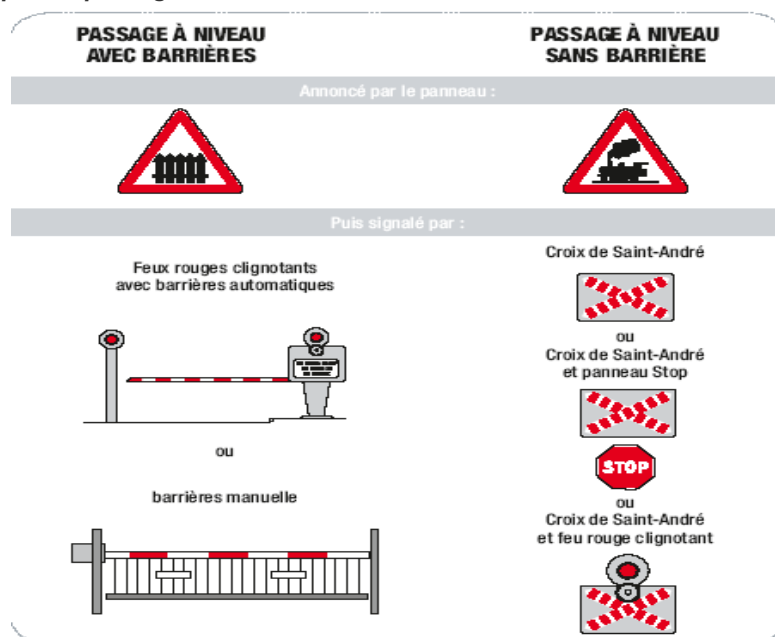 PASSAGE À NIVEAU
AVEC BARRIÈRES
PASSAGE À NIVEAU
SANS BARRIÈRE
Annoncé par le panneau :
Puis signalé par :
Feux rouges clignotants
avec barrières automatiques
ou
barrières manuelle
Croix de Saint-André
ou
Croix de Saint-André
et panneau Stop
STOP
ou
Croix de Saint-André
et feu rouge clignotant